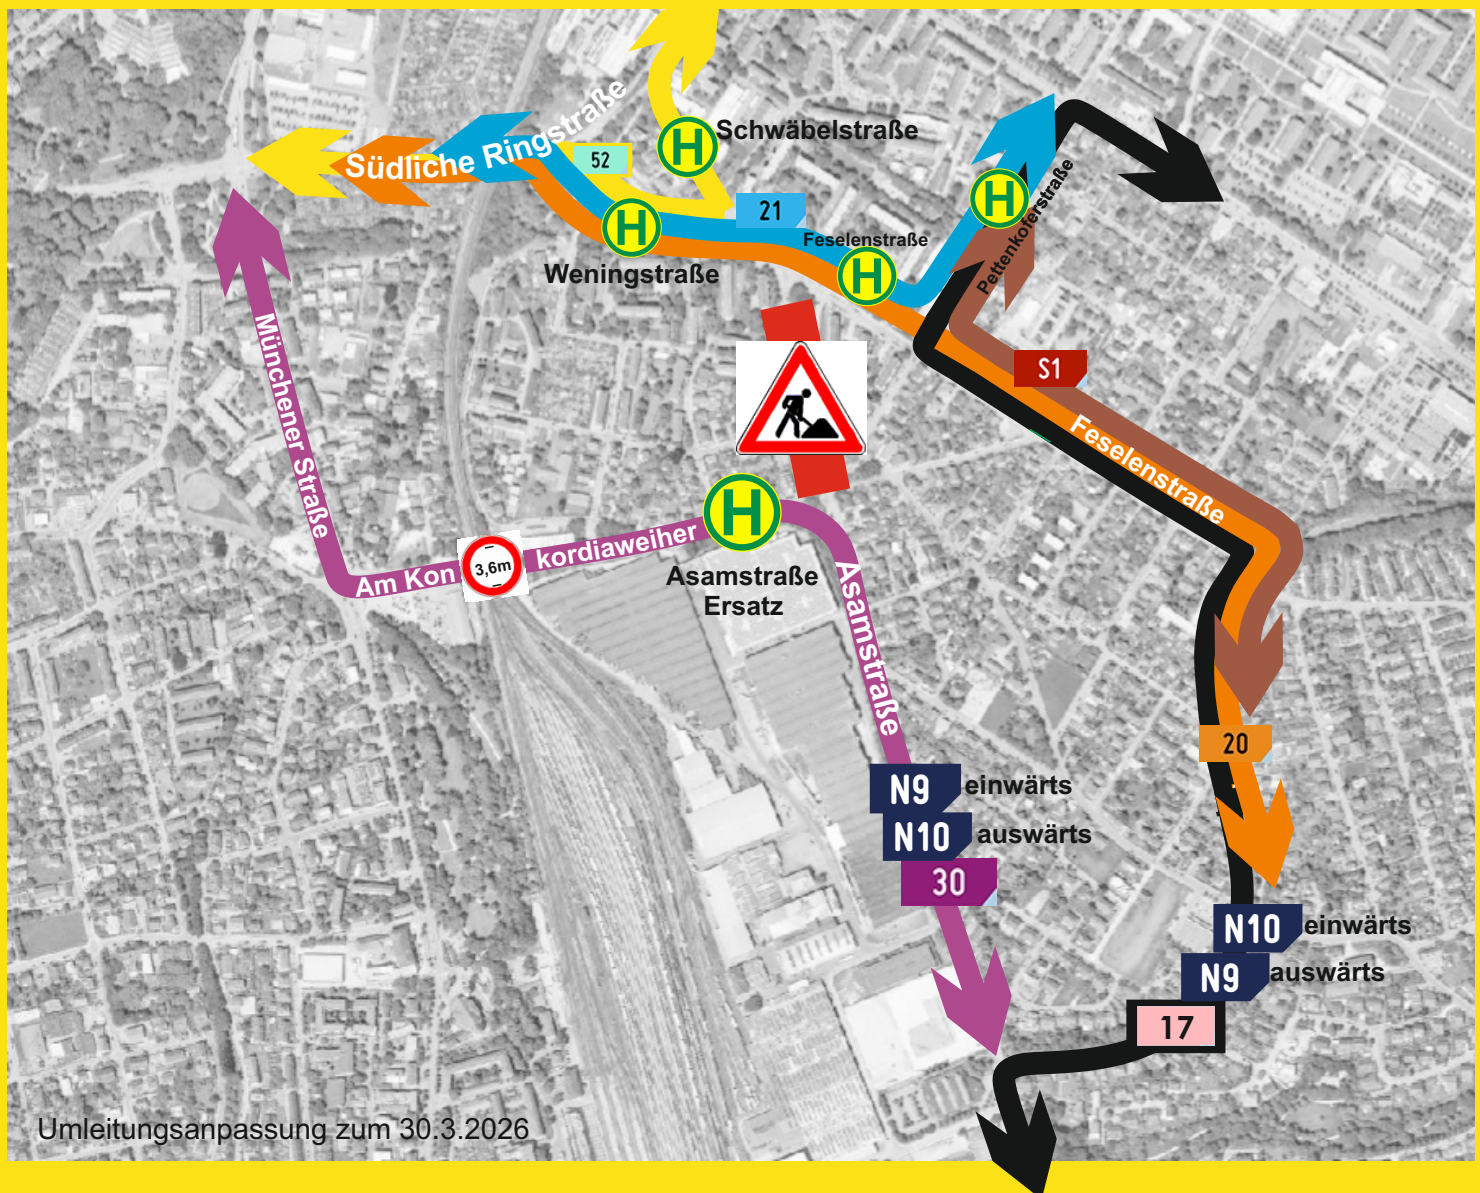 Schwäbelstraße
Südliche Ringstraße
52
21
Feselenstraße
Pettenkoferstraße
Weningstraße
H
H
H
H
S1
Feselenstraße
Münchener Straße
H
Am Kon
3,6m
kordiaweiher
Asamstraße
Ersatz
Asamstraße
20
N9 einwärts
N10 auswärts
30
N10 einwärts
N9 auswärts
17
Umleitungsanpassung zum 30.3.2026